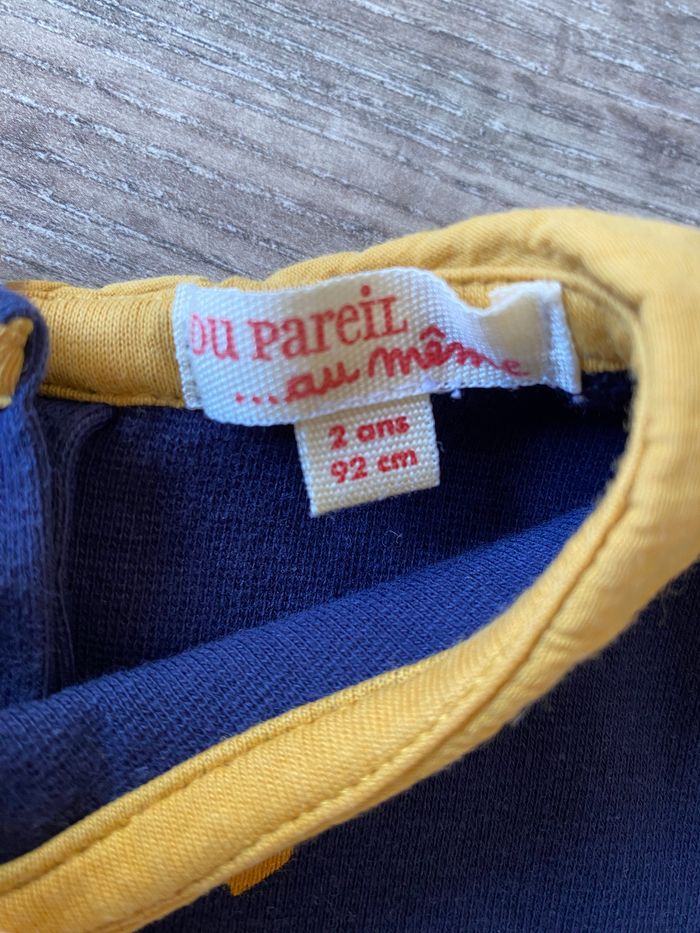 DU PAREIL
...au même
2 ans
92 cm